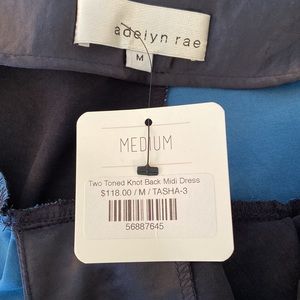 adelyn rae
M
MEDIUM
Two Toned Knot Back Midi Dress
$118.00 / M / TASHA-3
56887645